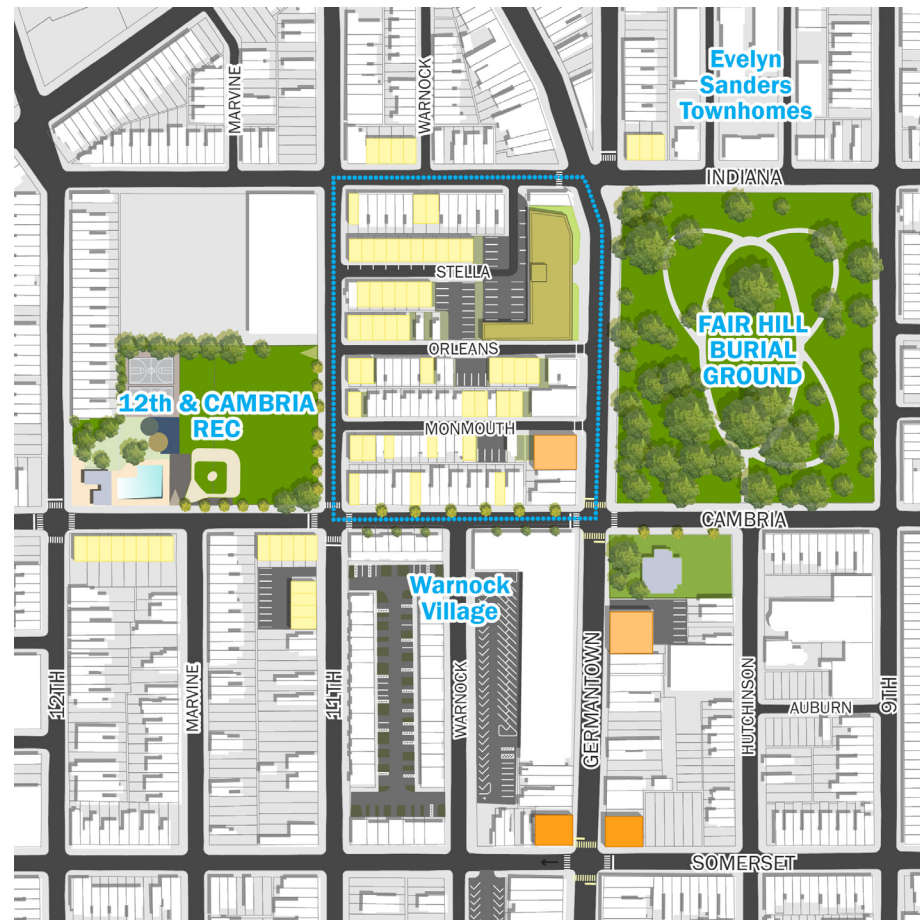 Evelyn
Sanders
Townhomes
MARVINE
WARNOCK
INDIANA
STELLA
FAIR HILL
BURIAL
GROUND
ORLEANS
12th & CAMBRIA
REC
MONMOUTH
CAMBRIA
Warnock
Village
12TH
MARVINE
11TH
WARNOCK
GERMANTOWN
HUTCHINSON
AUBURN
9TH
SOMERSET